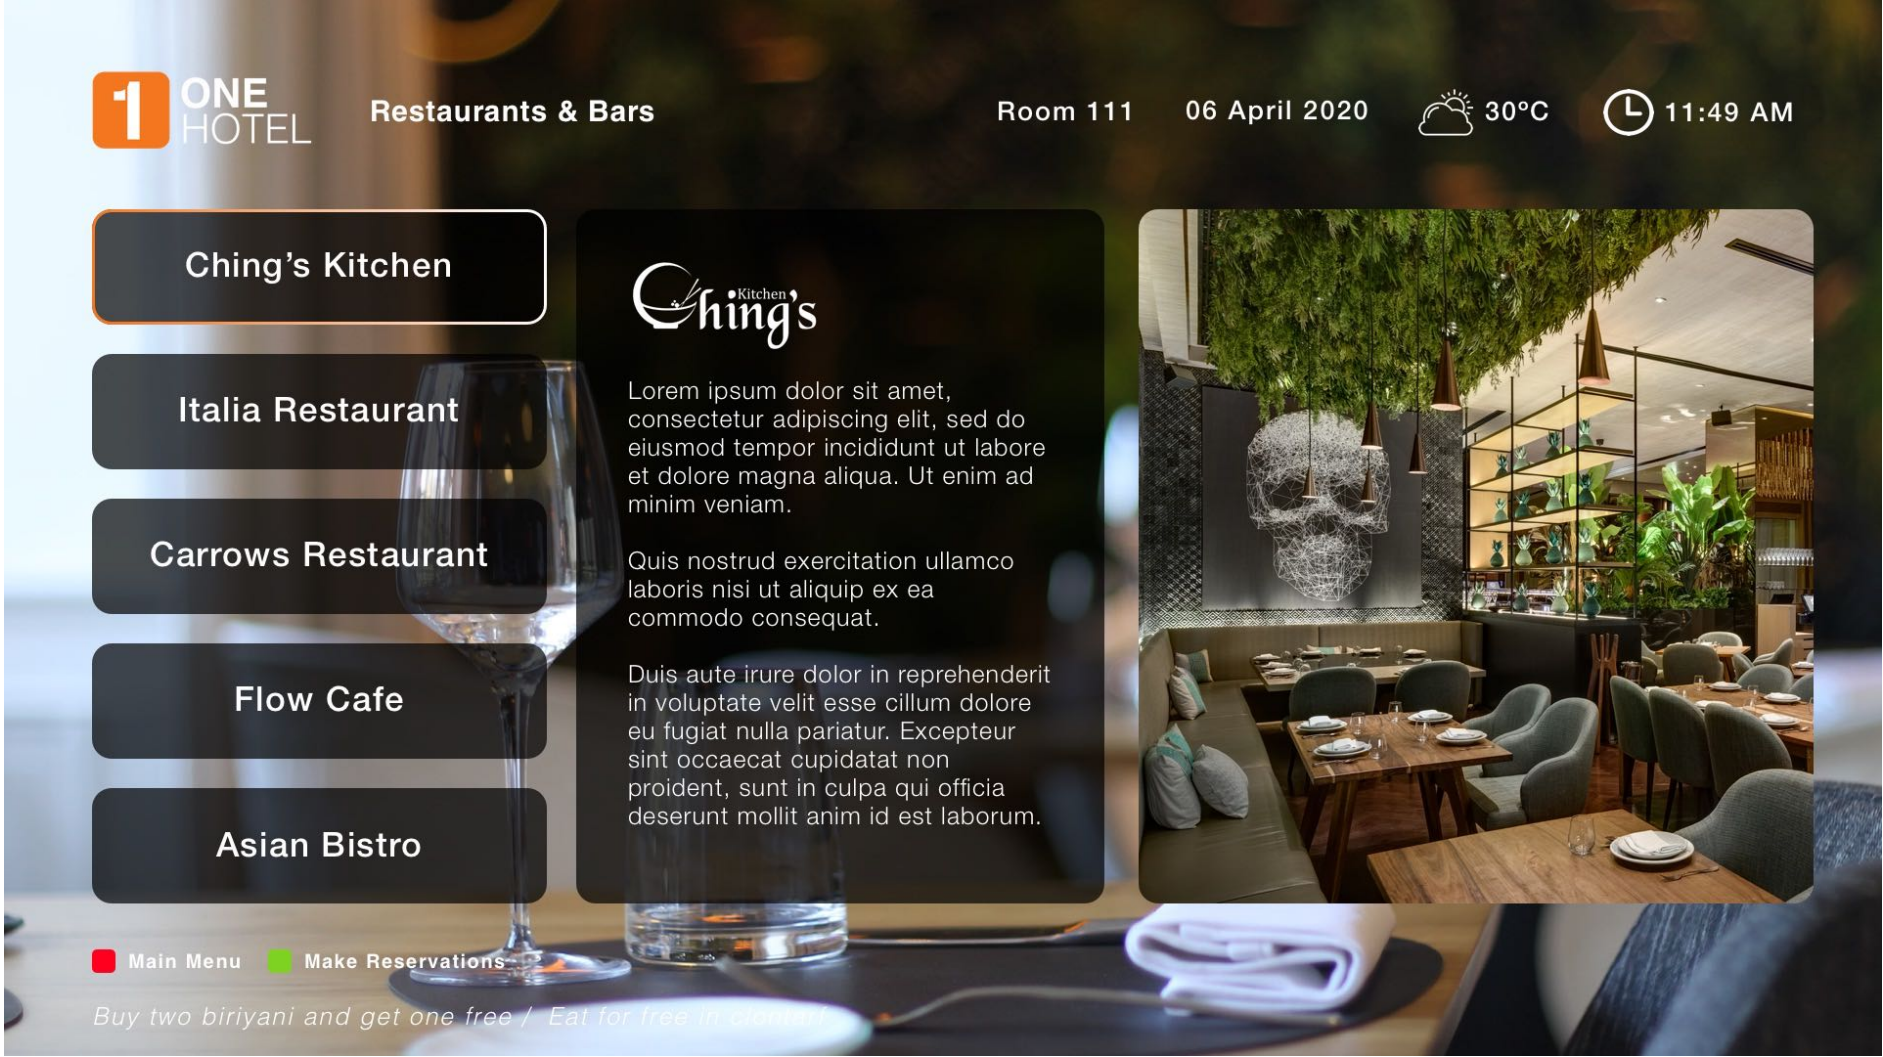 1 ONE
HOTEL
Restaurants & Bars
Room 111
06 April 2020
30°C
11:49 AM
Ching’s Kitchen
Italia Restaurant
Carrows Restaurant
Flow Cafe
Asian Bistro
Ching's
Kitchen
Lorem ipsum dolor sit amet,
consectetur adipiscing elit, sed do
eiusmod tempor incididunt ut labore
et dolore magna aliqua. Ut enim ad
minim veniam.
Quis nostrud exercitation ullamco
laboris nisi ut aliquip ex ea
commodo consequat.
Duis aute irure dolor in reprehenderit
in voluptate velit esse cillum dolore
eu fugiat nulla pariatur. Excepteur
sint occaecat cupidatat non
proident, sunt in culpa qui officia
deserunt mollit anim id est laborum.
Main Menu
Make Reservations
Buy two biriyani and get one free / Eat for free in